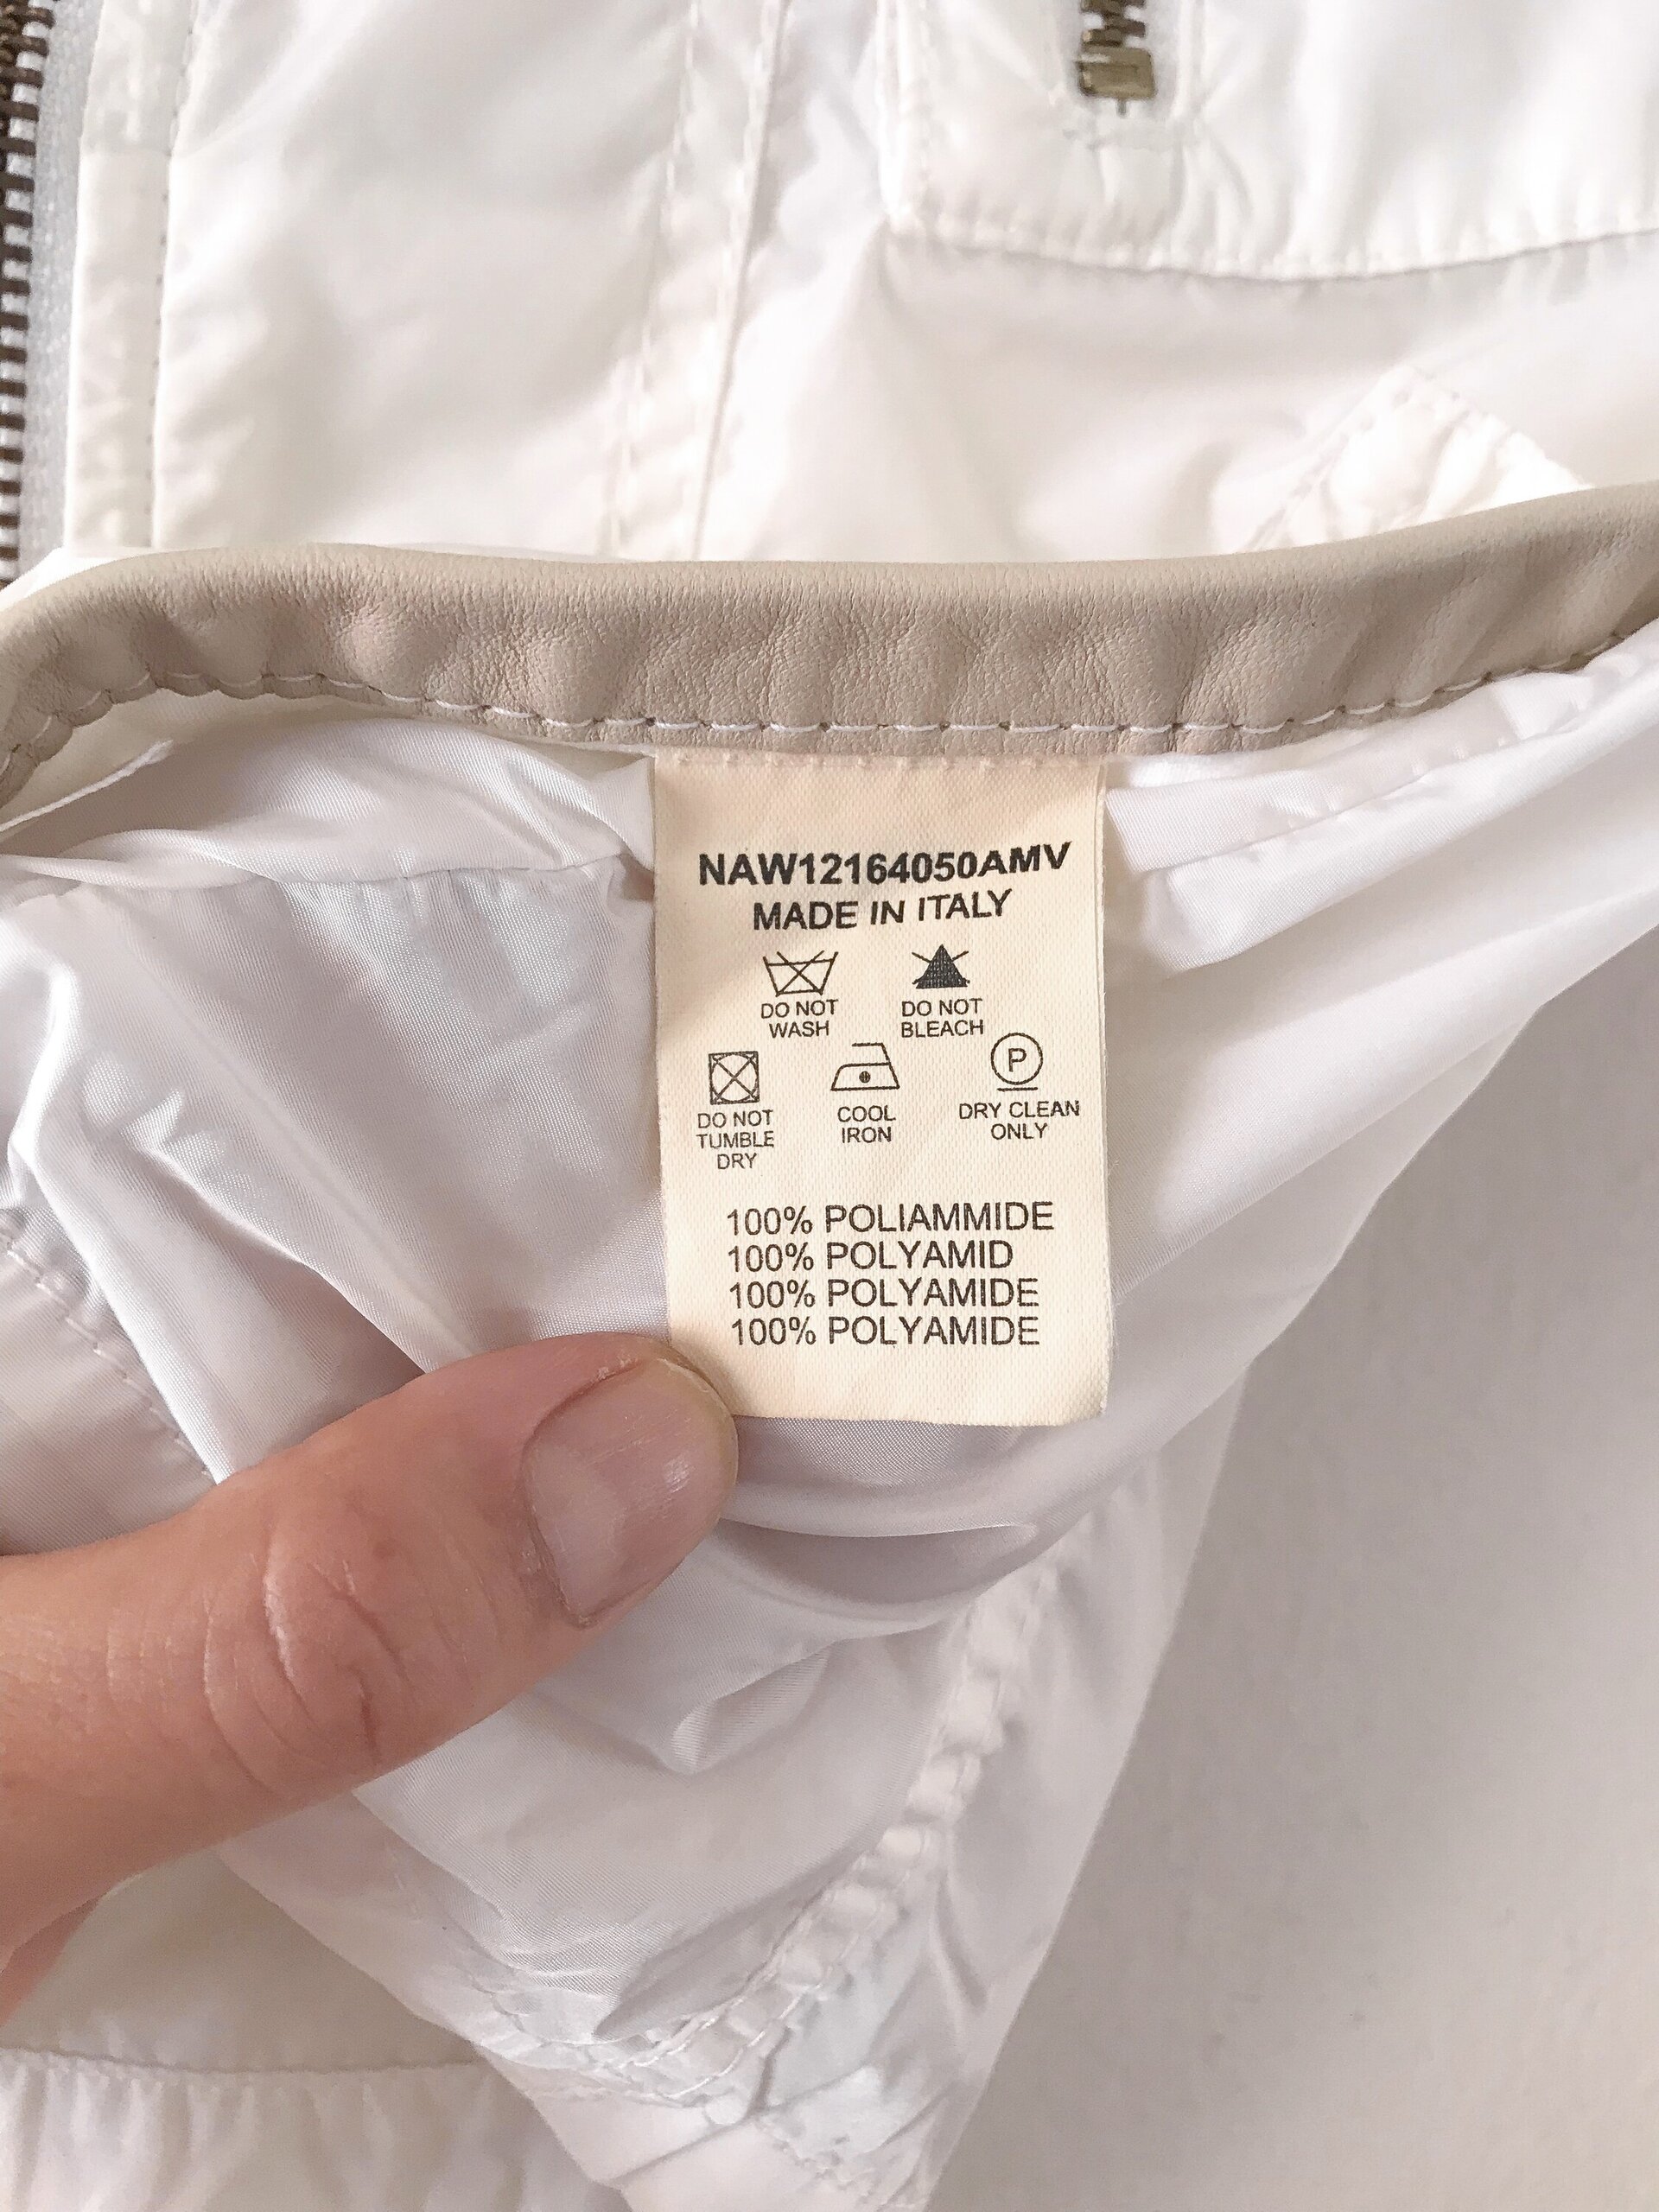 NAW12164050AMV
MADE IN ITALY
DO NOT WASH
DO NOT BLEACH
P
DO NOT TUMBLE DRY
COOL IRON
DRY CLEAN ONLY
100% POLIAMMIDE
100% POLYAMID
100% POLYAMIDE
100% POLYAMIDE